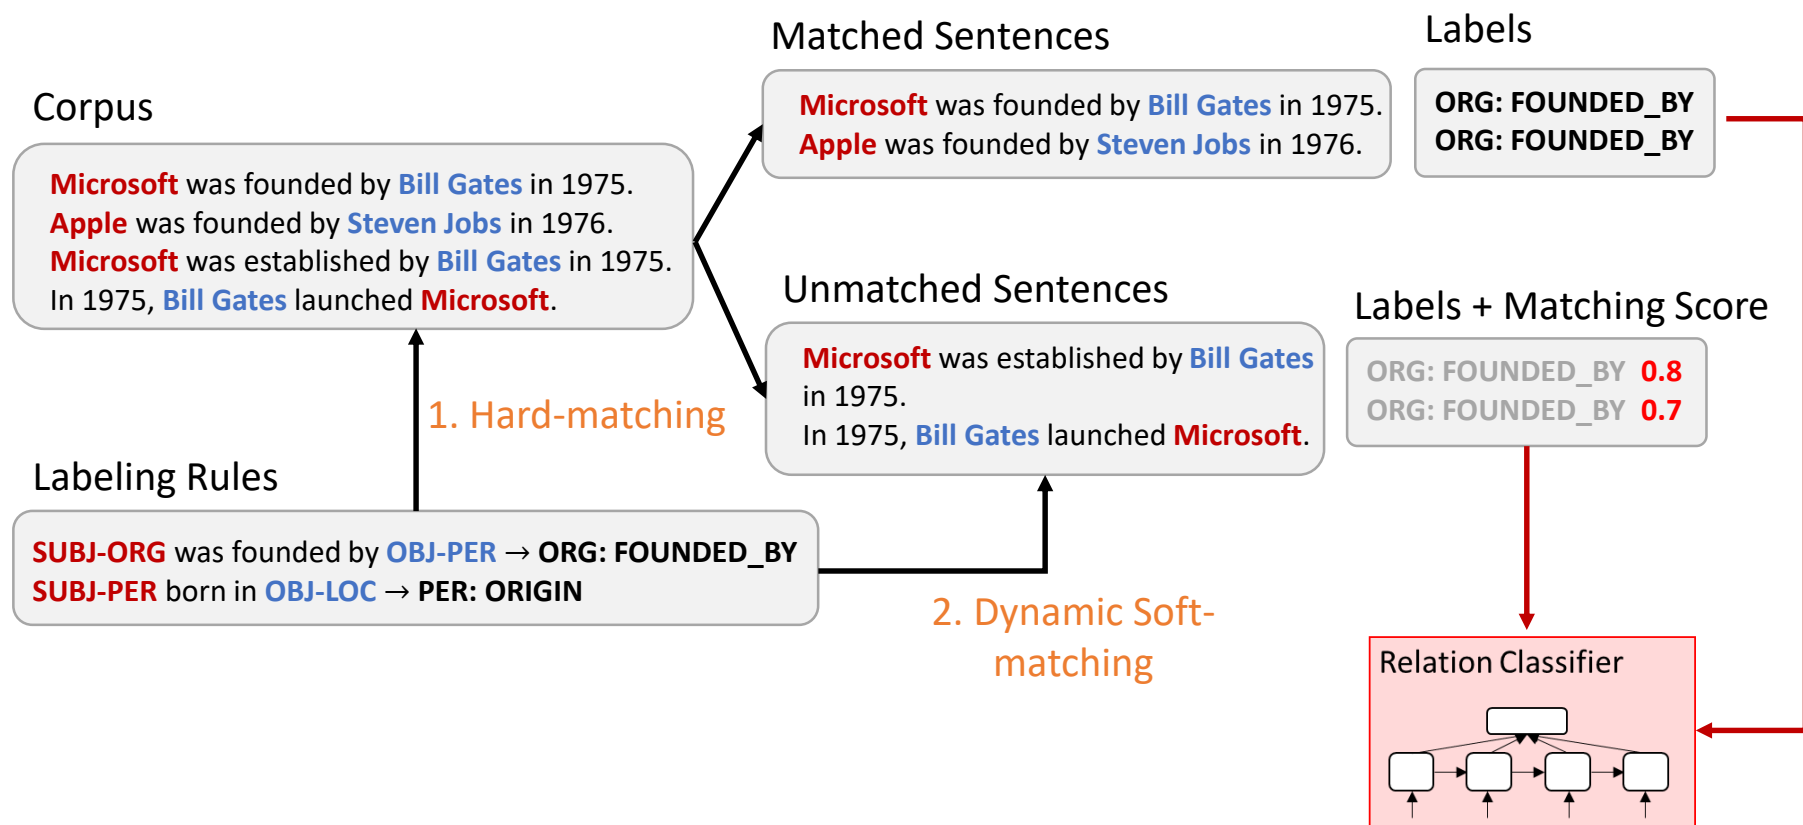 Corpus
Microsoft was founded by Bill Gates in 1975.
Apple was founded by Steven Jobs in 1976.
Microsoft was established by Bill Gates in 1975.
In 1975, Bill Gates launched Microsoft.
1. Hard-matching
Labeling Rules
SUBJ-ORG was founded by OBJ-PER → ORG: FOUNDED_BY
SUBJ-PER born in OBJ-LOC → PER: ORIGIN
Matched Sentences
Microsoft was founded by Bill Gates in 1975.
Apple was founded by Steven Jobs in 1976.
Labels
ORG: FOUNDED_BY
ORG: FOUNDED_BY
Unmatched Sentences
Microsoft was established by Bill Gates
in 1975.
In 1975, Bill Gates launched Microsoft.
2. Dynamic Soft-
matching
Labels + Matching Score
ORG: FOUNDED_BY 0.8
ORG: FOUNDED_BY 0.7
Relation Classifier